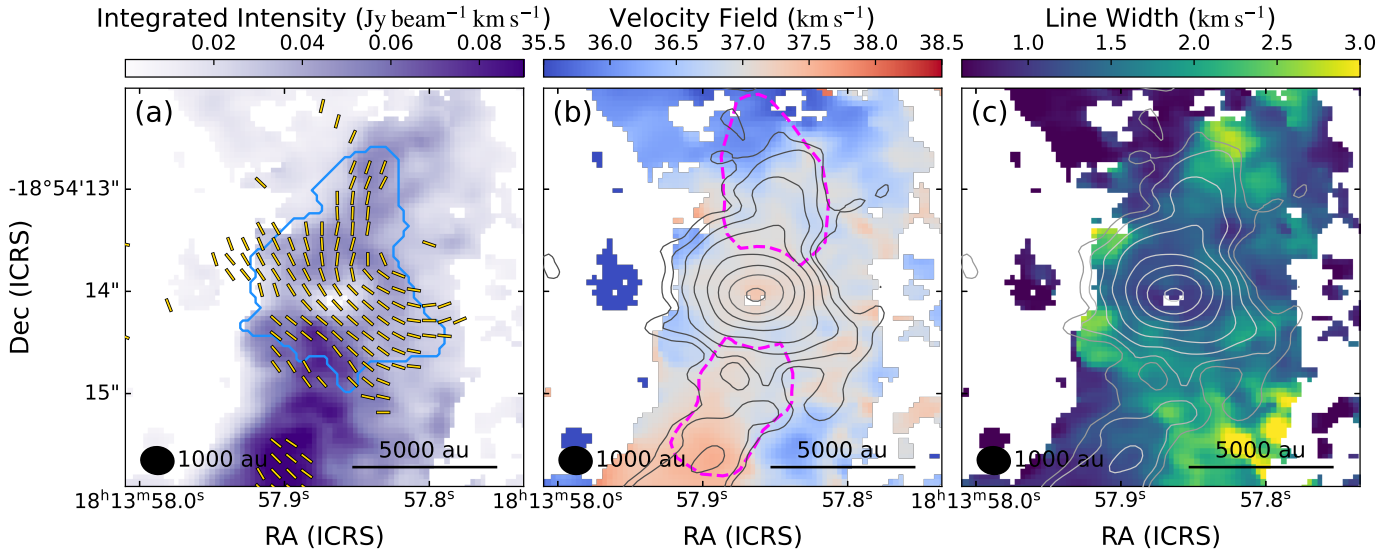 Integrated Intensity (Jy beam⁻¹ km s⁻¹)
0.02 0.04 0.06 0.08
Velocity Field (km s⁻¹)
35.5 36.0 36.5 37.0 37.5 38.0 38.5
Line Width (km s⁻¹)
1.0 1.5 2.0 2.5 3.0
(a)
(b)
(c)
Dec (ICRS)
-18°54'13"
14"
15"
1000 au
5000 au
1000 au
5000 au
1000 au
5000 au
18ʰ13ᵐ58.0ˢ 57.9ˢ 57.8ˢ
18ʰ13ᵐ58.0ˢ 57.9ˢ 57.8ˢ
18ʰ13ᵐ58.0ˢ 57.9ˢ 57.8ˢ
RA (ICRS)
RA (ICRS)
RA (ICRS)